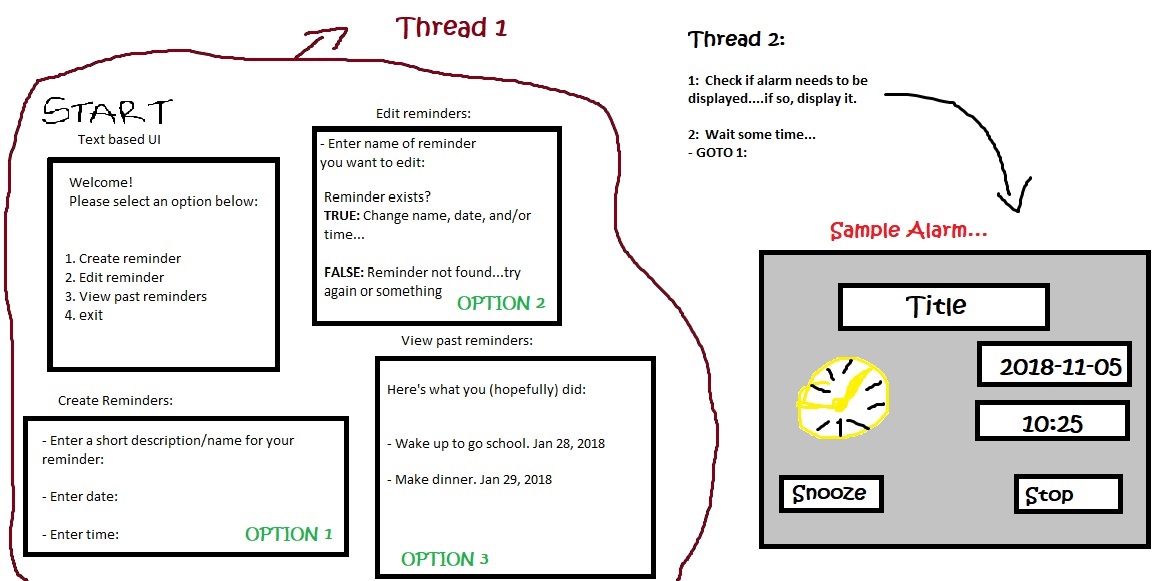 Thread 1
START
Text based UI
Welcome!
Please select an option below:
1. Create reminder
2. Edit reminder
3. View past reminders
4. exit
Edit reminders:
- Enter name of reminder
you want to edit:
Reminder exists?
TRUE: Change name, date, and/or
time...
FALSE: Reminder not found...try
again or something
OPTION 2
Create Reminders:
- Enter a short description/name for your
reminder:
- Enter date:
- Enter time:
OPTION 1
View past reminders:
Here's what you (hopefully) did:
- Wake up to go school. Jan 28, 2018
- Make dinner. Jan 29, 2018
OPTION 3
Thread 2:
1: Check if alarm needs to be
displayed....if so, display it.
2: Wait some time...
- GOTO 1:
Sample Alarm...
Title
2018-11-05
10:25
Snooze
Stop